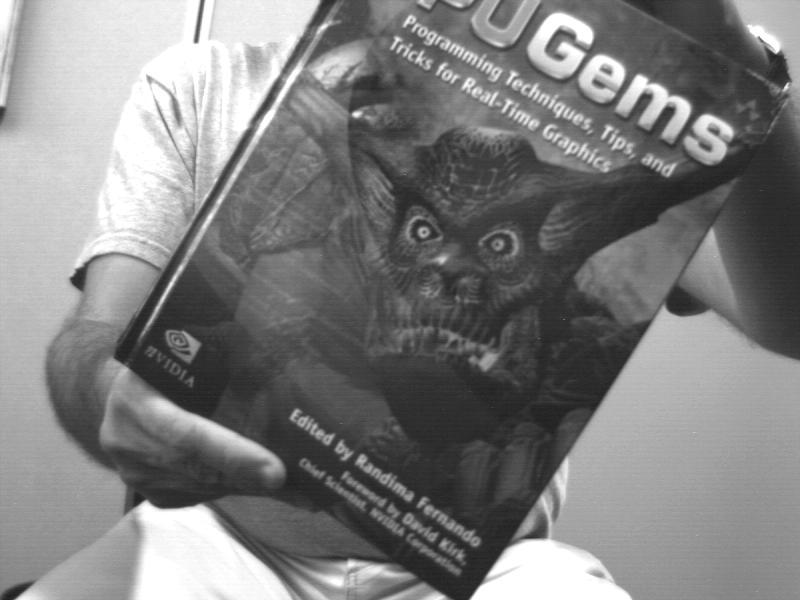 PU Gems
Programming Techniques, Tips, and
Tricks for Real-Time Graphics
NVIDIA
Edited by Randima Fernando
Foreword by David Kirk,
Chief Scientist, NVIDIA Corporation